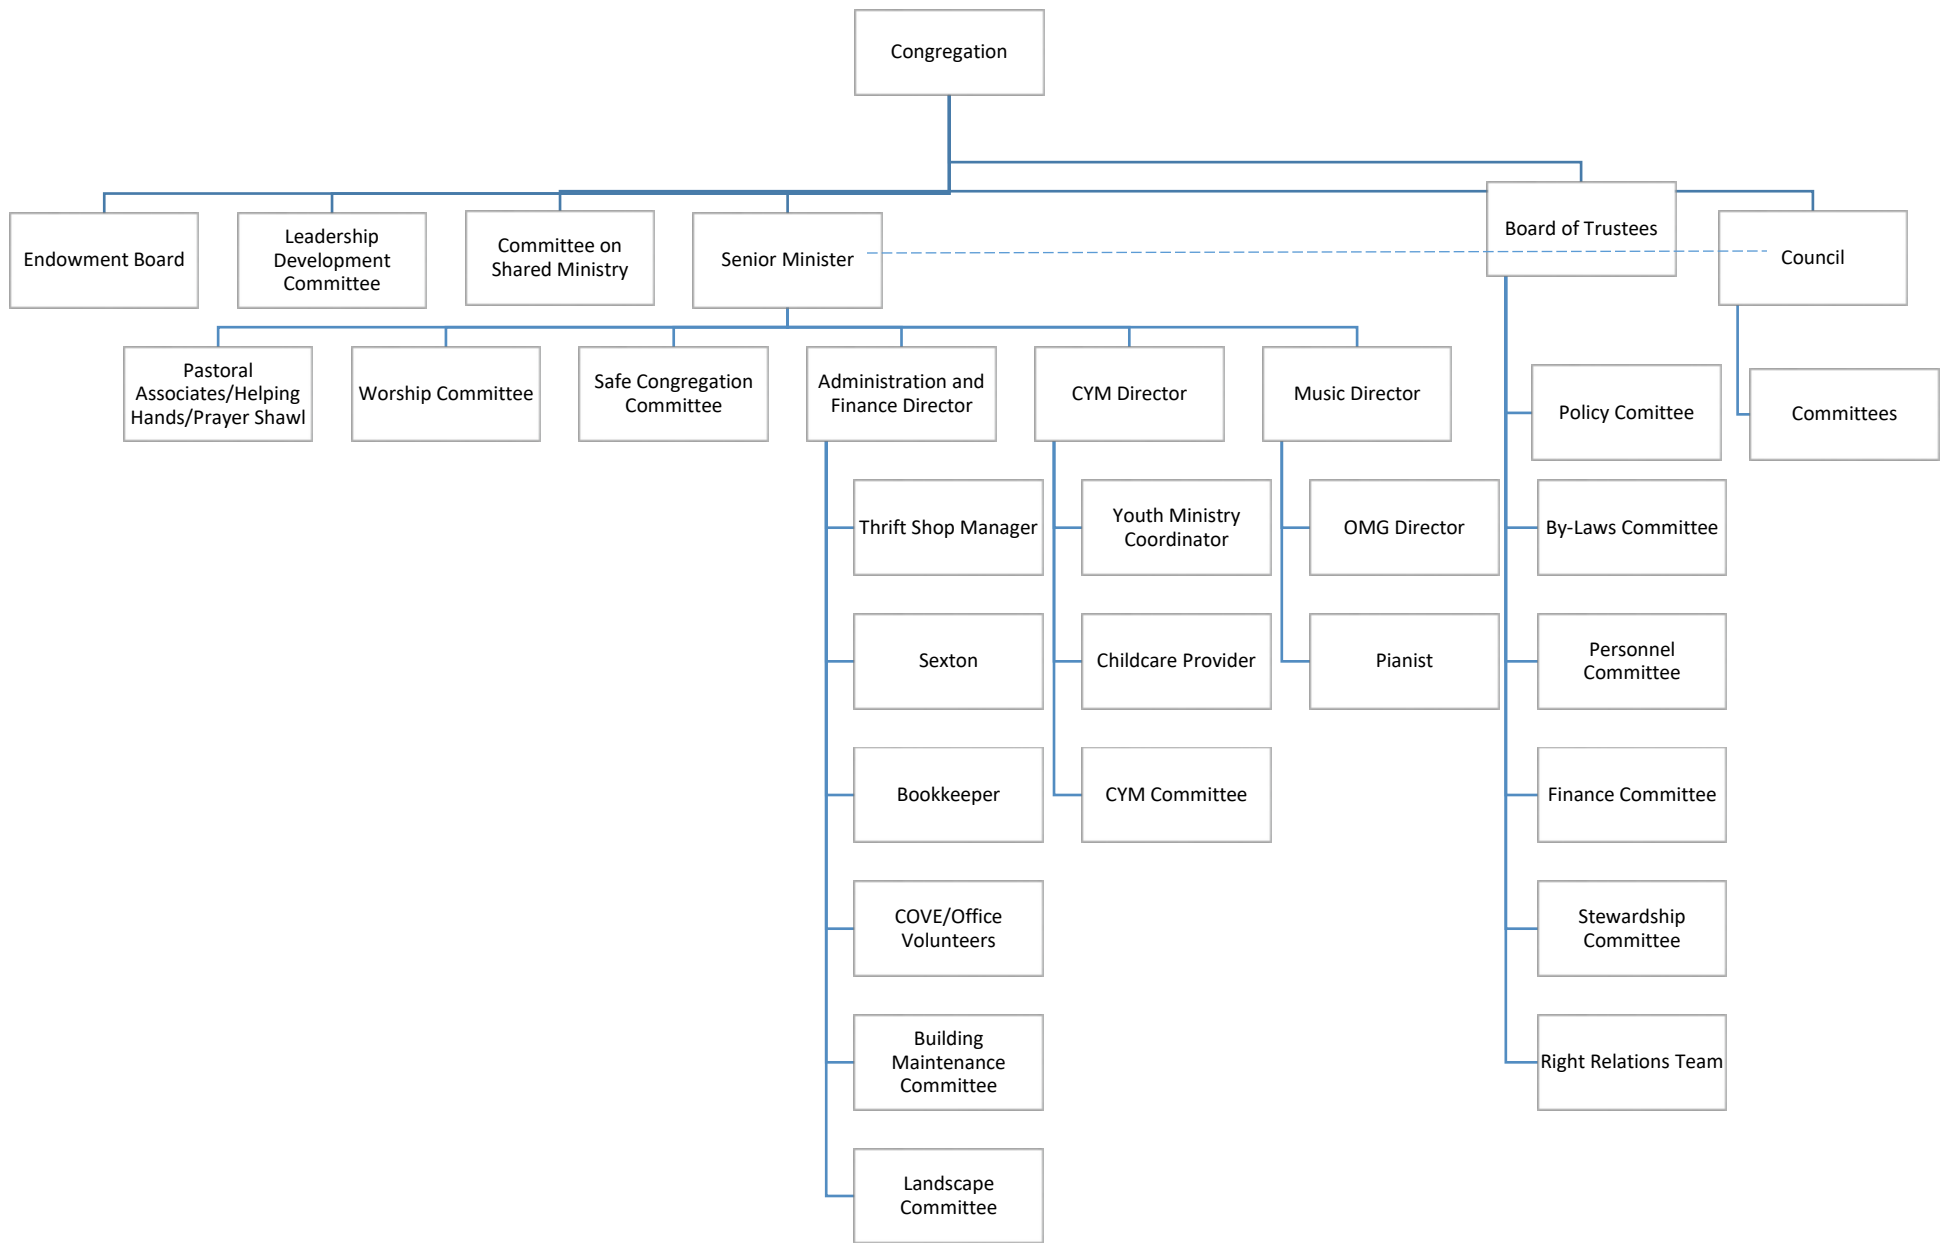 Congregation
Endowment Board
Leadership
Development
Committee
Committee on
Shared Ministry
Senior Minister
Board of Trustees
Council
Pastoral
Associates/Helping
Hands/Prayer Shawl
Worship Committee
Safe Congregation
Committee
Administration and
Finance Director
CYM Director
Music Director
Policy Comittee
Committees
Thrift Shop Manager
Youth Ministry
Coordinator
OMG Director
By-Laws Committee
Sexton
Childcare Provider
Pianist
Personnel
Committee
Bookkeeper
CYM Committee
Finance Committee
COVE/Office
Volunteers
Stewardship
Committee
Building
Maintenance
Committee
Right Relations Team
Landscape
Committee